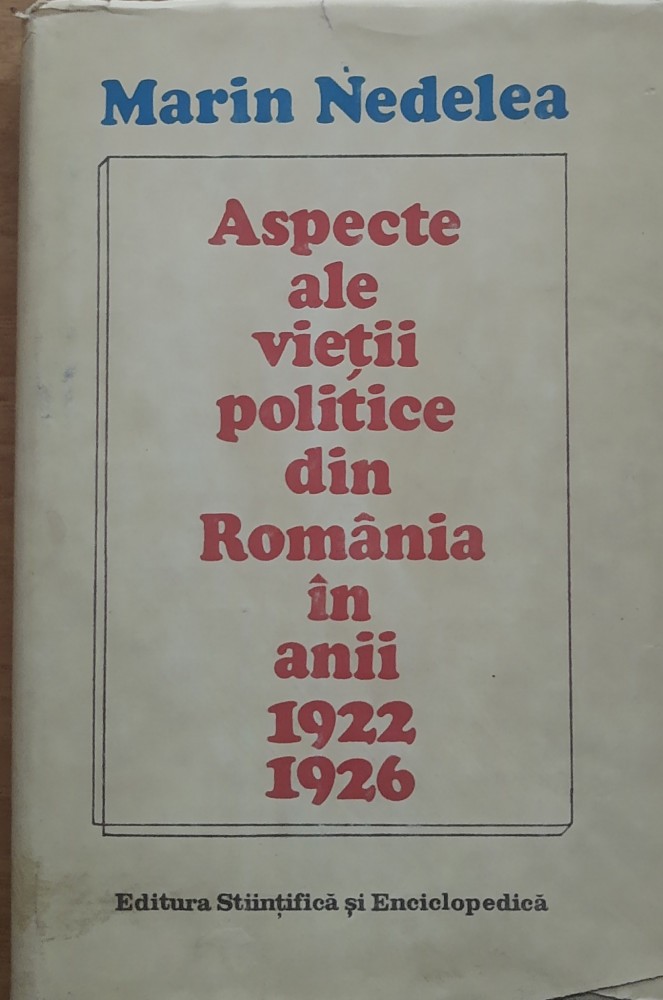 Marin Nedelea
Aspecte
ale
vieții
politice
din
România
în
anii
1922
1926
Editura Stiințifică și Enciclopedică